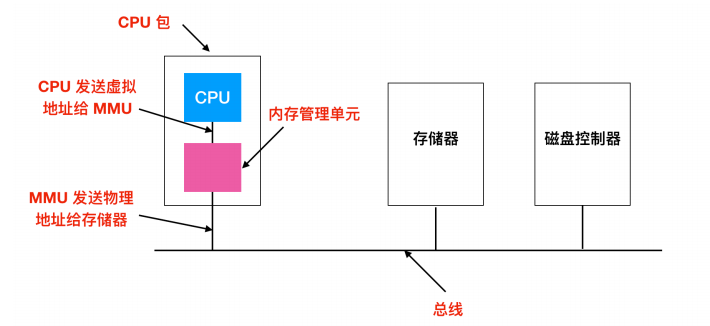 CPU 包
CPU 发送虚拟
地址给 MMU
CPU
内存管理单元
存储器
磁盘控制器
MMU 发送物理
地址给存储器
总线